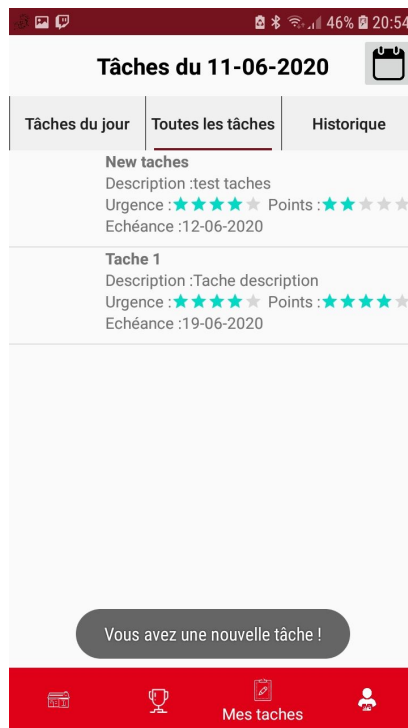 46% 20:54
Tâches du 11-06-2020
Tâches du jour Toutes les tâches Historique
New taches
Description :test taches
Urgence : Points :
Echéance :12-06-2020
Tache 1
Description :Tache description
Urgence : Points :
Echéance :19-06-2020
Vous avez une nouvelle tâche !
Mes taches